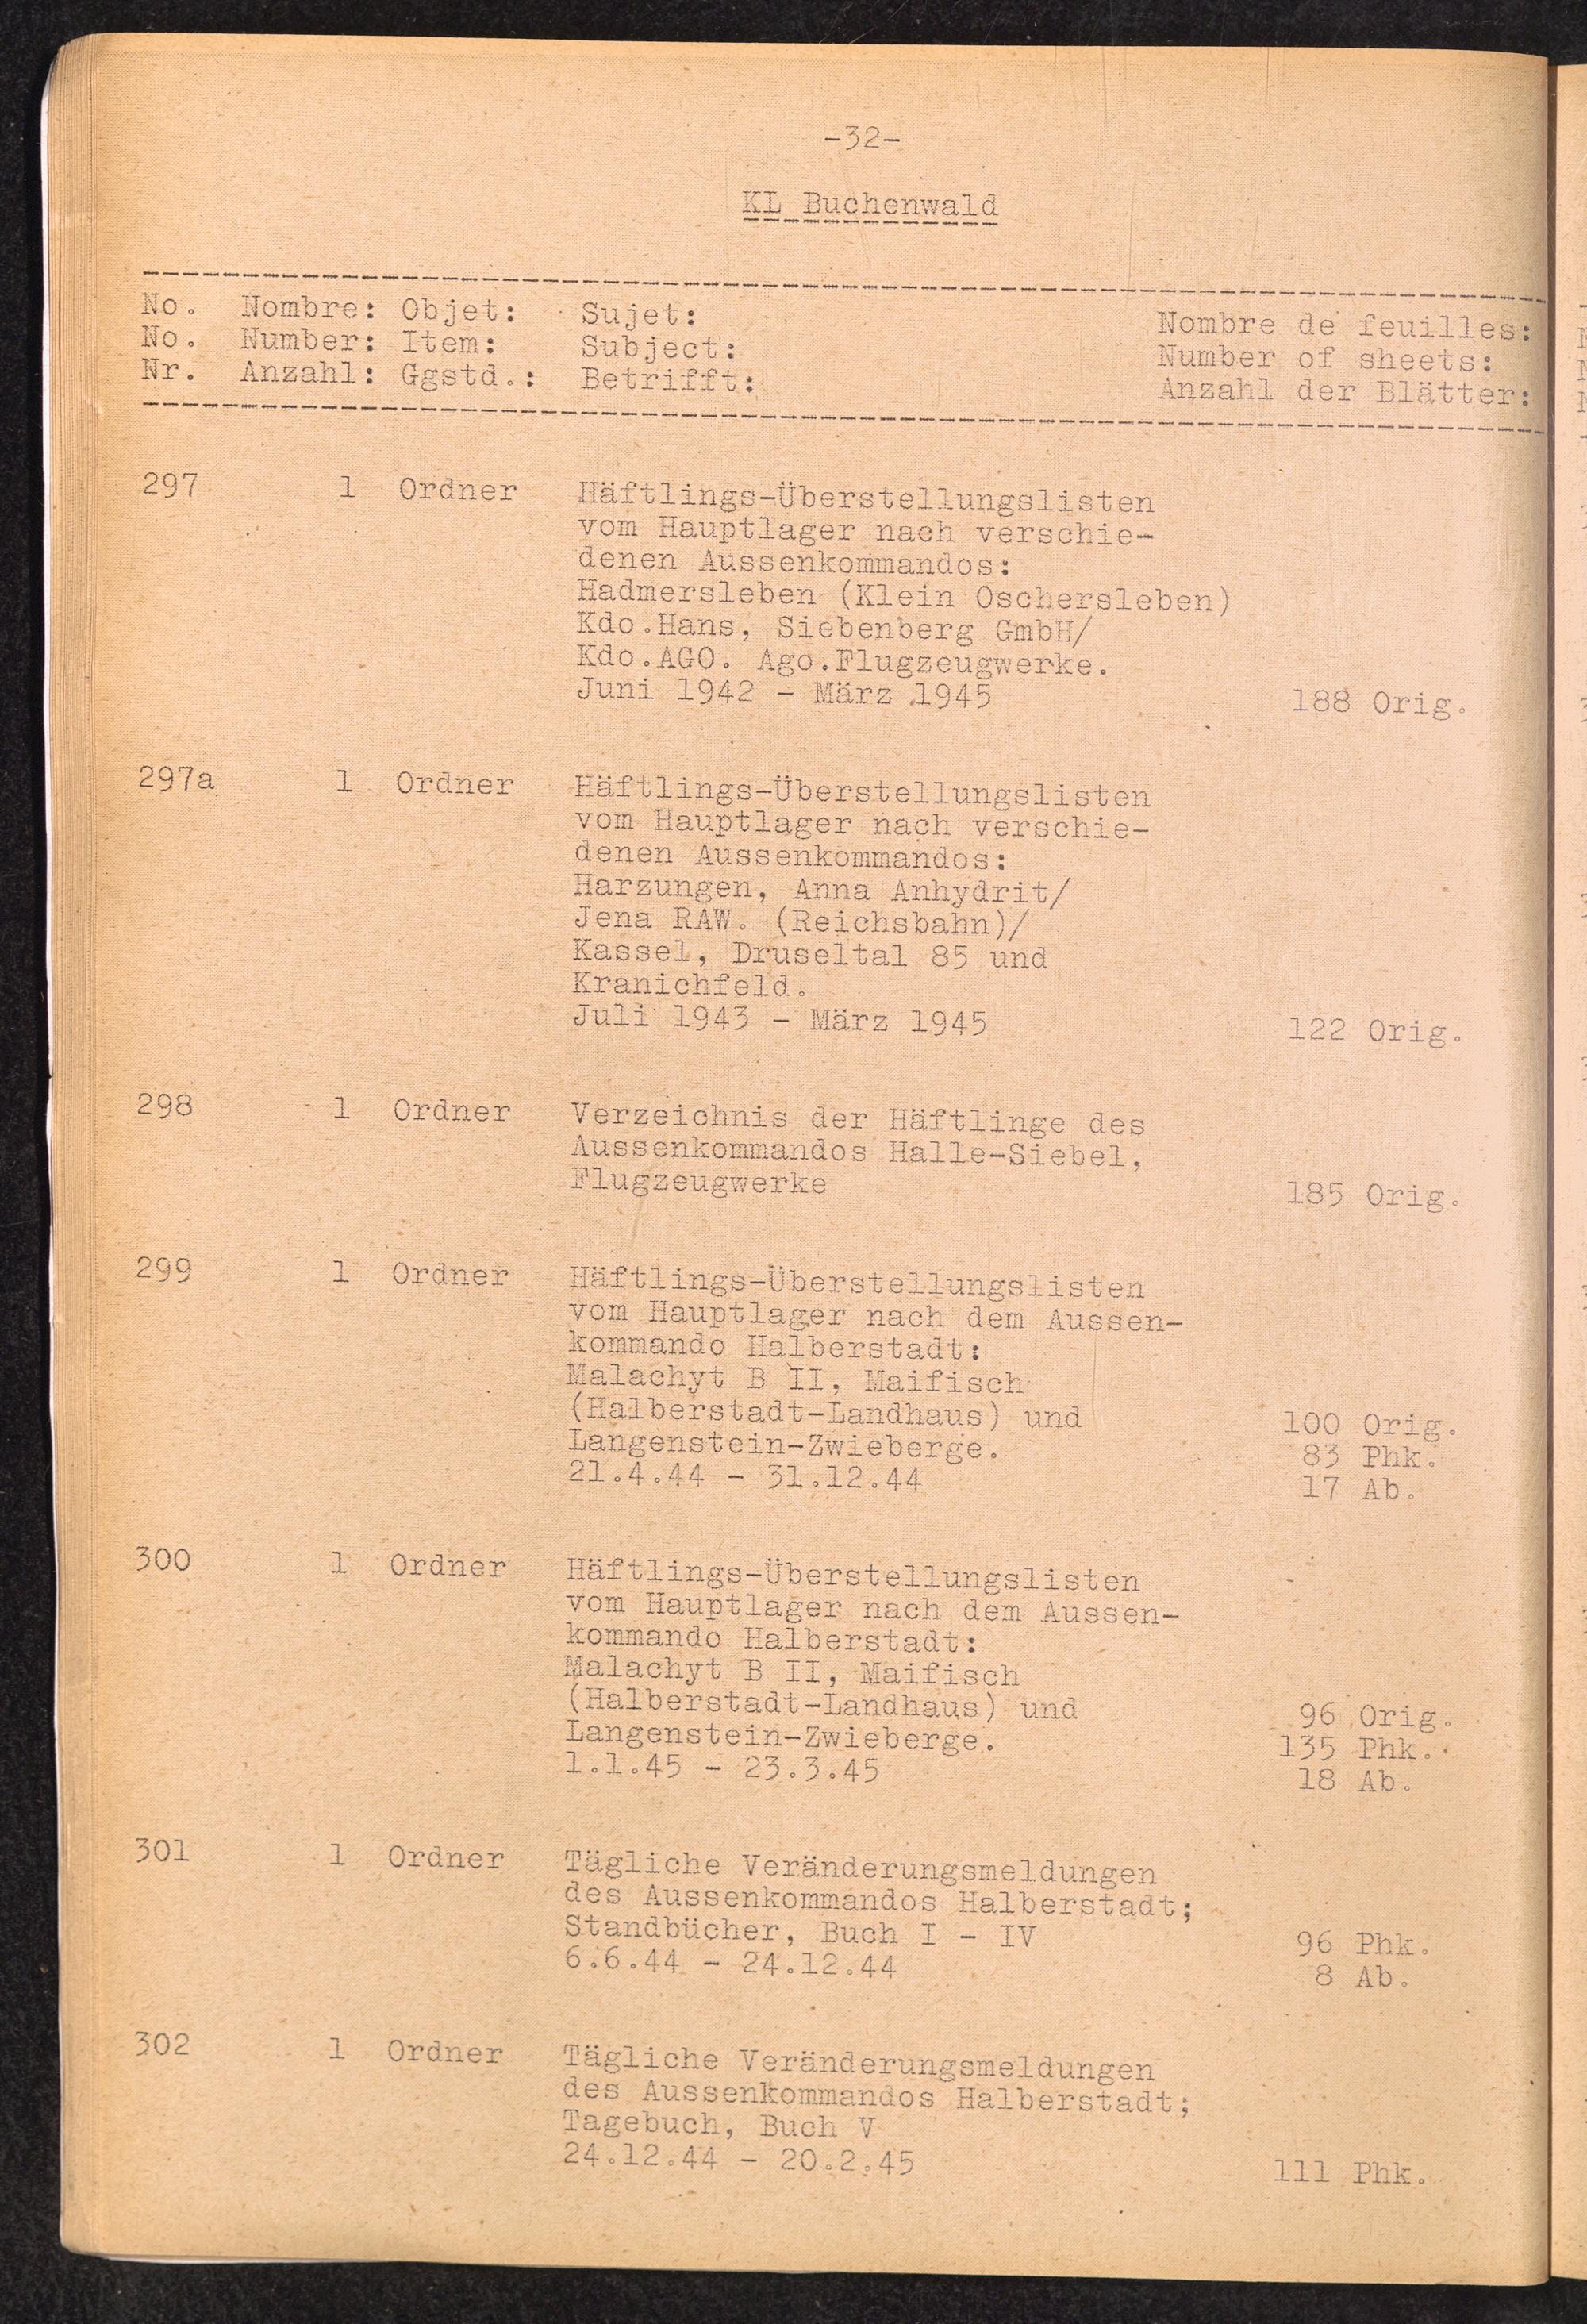 -32-
KL Buchenwald
No. Nombre: Objet: Sujet: Nombre de feuilles:
No. Number: Item: Subject: Number of sheets:
Nr. Anzahl: Ggstd.: Betrifft: Anzahl der Blätter:
297 1 Ordner Häftlings-Überstellungslisten
vom Hauptlager nach verschie-
denen Aussenkommandos:
Hadmersleben (Klein Oschersleben)
Kdo.Hans, Siebenberg GmbH/
Kdo.AGO. Ago.Flugzeugwerke.
Juni 1942 - März 1945 188 Orig.
297a 1 Ordner Häftlings-Überstellungslisten
vom Hauptlager nach verschie-
denen Aussenkommandos:
Harzungen, Anna Anhydrit/
Jena RAW. (Reichsbahn)/
Kassel, Druseltal 85 und
Kranichfeld.
Juli 1943 - März 1945 122 Orig.
298 1 Ordner Verzeichnis der Häftlinge des
Aussenkommandos Halle-Siebel,
Flugzeugwerke 185 Orig.
299 1 Ordner Häftlings-Überstellungslisten
vom Hauptlager nach dem Aussen-
kommando Halberstadt:
Malachyt B II, Maifisch
(Halberstadt-Landhaus) und 100 Orig.
Langenstein-Zwieberge. 83 Phk.
21.4.44 - 31.12.44 17 Ab.
300 1 Ordner Häftlings-Überstellungslisten
vom Hauptlager nach dem Aussen-
kommando Halberstadt:
Malachyt B II, Maifisch
(Halberstadt-Landhaus) und 96 Orig.
Langenstein-Zwieberge. 135 Phk.
1.1.45 - 23.3.45 18 Ab.
301 1 Ordner Tägliche Veränderungsmeldungen
des Aussenkommandos Halberstadt;
Standbücher, Buch I - IV 96 Phk.
6.6.44 - 24.12.44 8 Ab.
302 1 Ordner Tägliche Veränderungsmeldungen
des Aussenkommandos Halberstadt;
Tagebuch, Buch V
24.12.44 - 20.2.45 111 Phk.